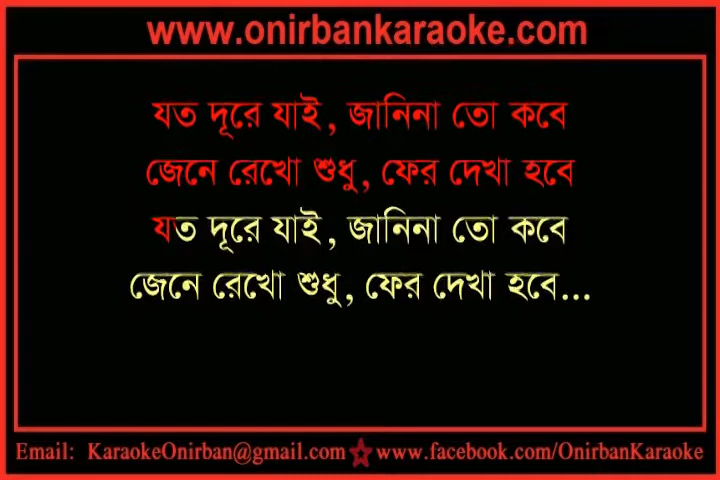 www.onirbankaraoke.com
যত দূরে যাই, জানিনা তো কবে
জেনে রেখো শুধু, ফের দেখা হবে
যত দূরে যাই, জানিনা তো কবে
জেনে রেখো শুধু, ফের দেখা হবে...
Email: KaraokeOnirban@gmail.com www.facebook.com/OnirbanKaraoke